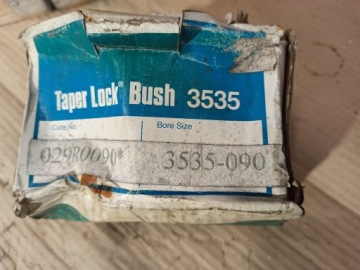 Taper Lock® Bush 3535
Code No.
Bore Size
029R0090*
3535-090